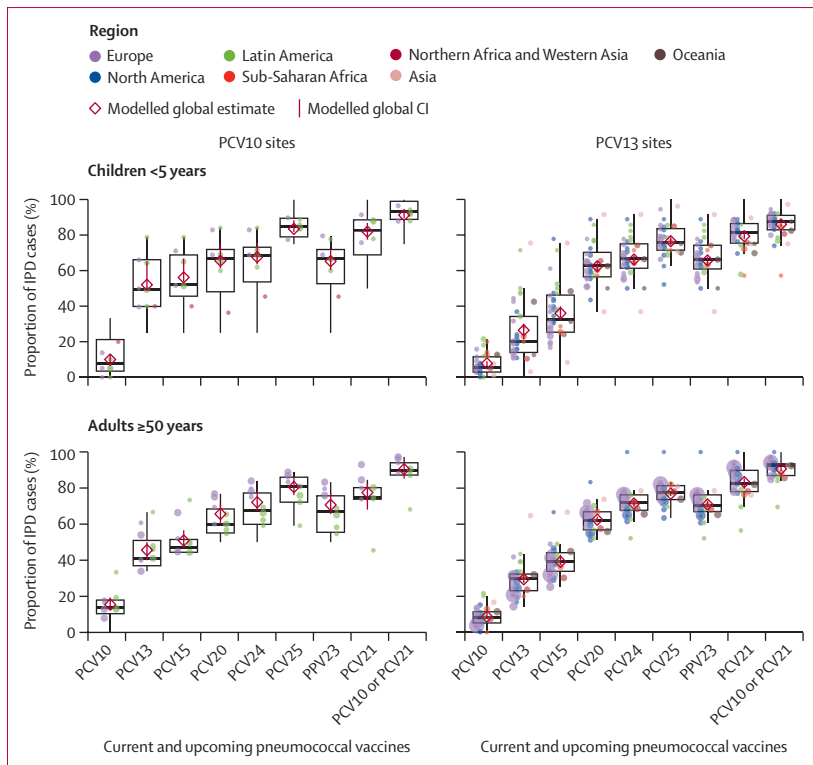 Region
Europe Latin America Northern Africa and Western Asia Oceania
North America Sub-Saharan Africa Asia
Modelled global estimate Modelled global CI
PCV10 sites PCV13 sites
Children <5 years
Proportion of IPD cases (%)
100
80
60
40
20
0
Adults ≥50 years
Proportion of IPD cases (%)
100
80
60
40
20
0
PCV10 PCV13 PCV15 PCV20 PCV24 PCV25 PPV23 PCV21 PCV10 or PCV21
PCV10 PCV13 PCV15 PCV20 PCV24 PCV25 PPV23 PCV21 PCV10 or PCV21
Current and upcoming pneumococcal vaccines Current and upcoming pneumococcal vaccines